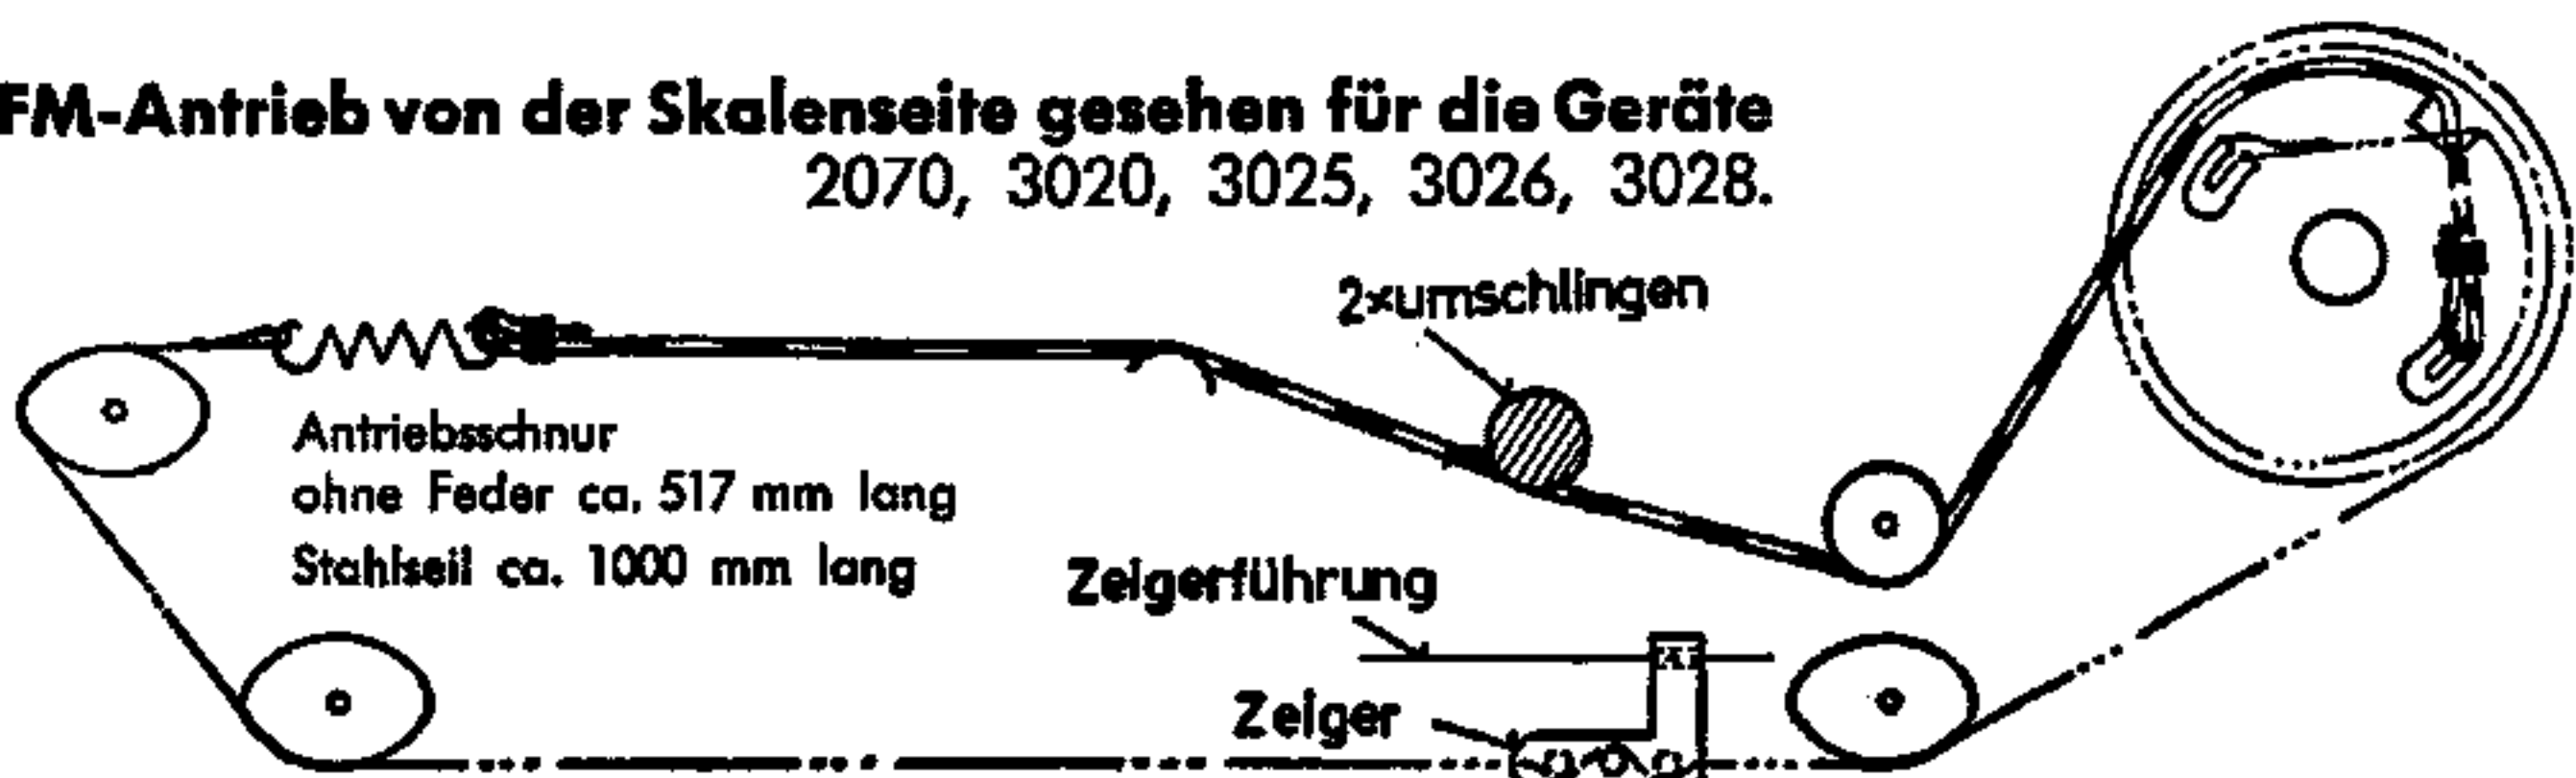 FM-Antrieb von der Skalenseite gesehen für die Geräte
2070, 3020, 3025, 3026, 3028.
2×umschlingen
Antriebsschnur
ohne Feder ca. 517 mm lang
Stahlseil ca. 1000 mm lang
Zeigerführung
Zeiger